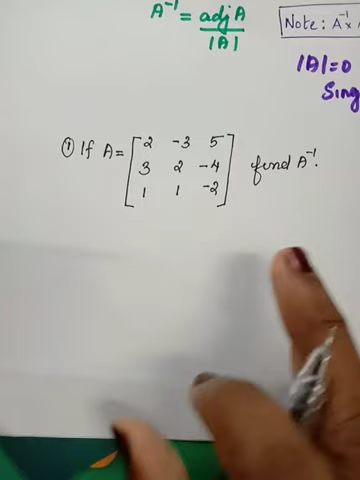 A⁻¹ = adj A
|A|
Note: A⁻¹ ×
|A|=0
Sing
① If A = [2 -3 5
3 2 -4
1 1 -2] find A⁻¹.